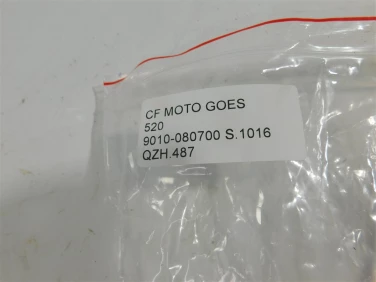 CF MOTO GOES
520
9010-080700 S.1016
QZH.487